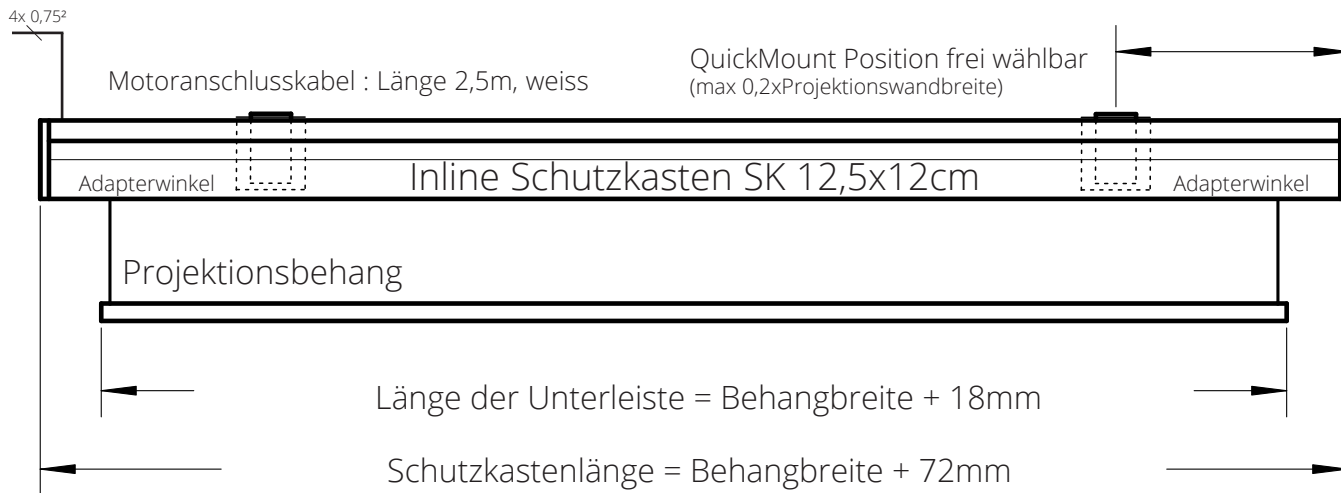 4x 0,75²
Motoranschlusskabel : Länge 2,5m, weiss
QuickMount Position frei wählbar
(max 0,2xProjektionswandbreite)
Adapterwinkel
Inline Schutzkasten SK 12,5x12cm
Adapterwinkel
Projektionsbehang
Länge der Unterleiste = Behangbreite + 18mm
Schutzkastenlänge = Behangbreite + 72mm